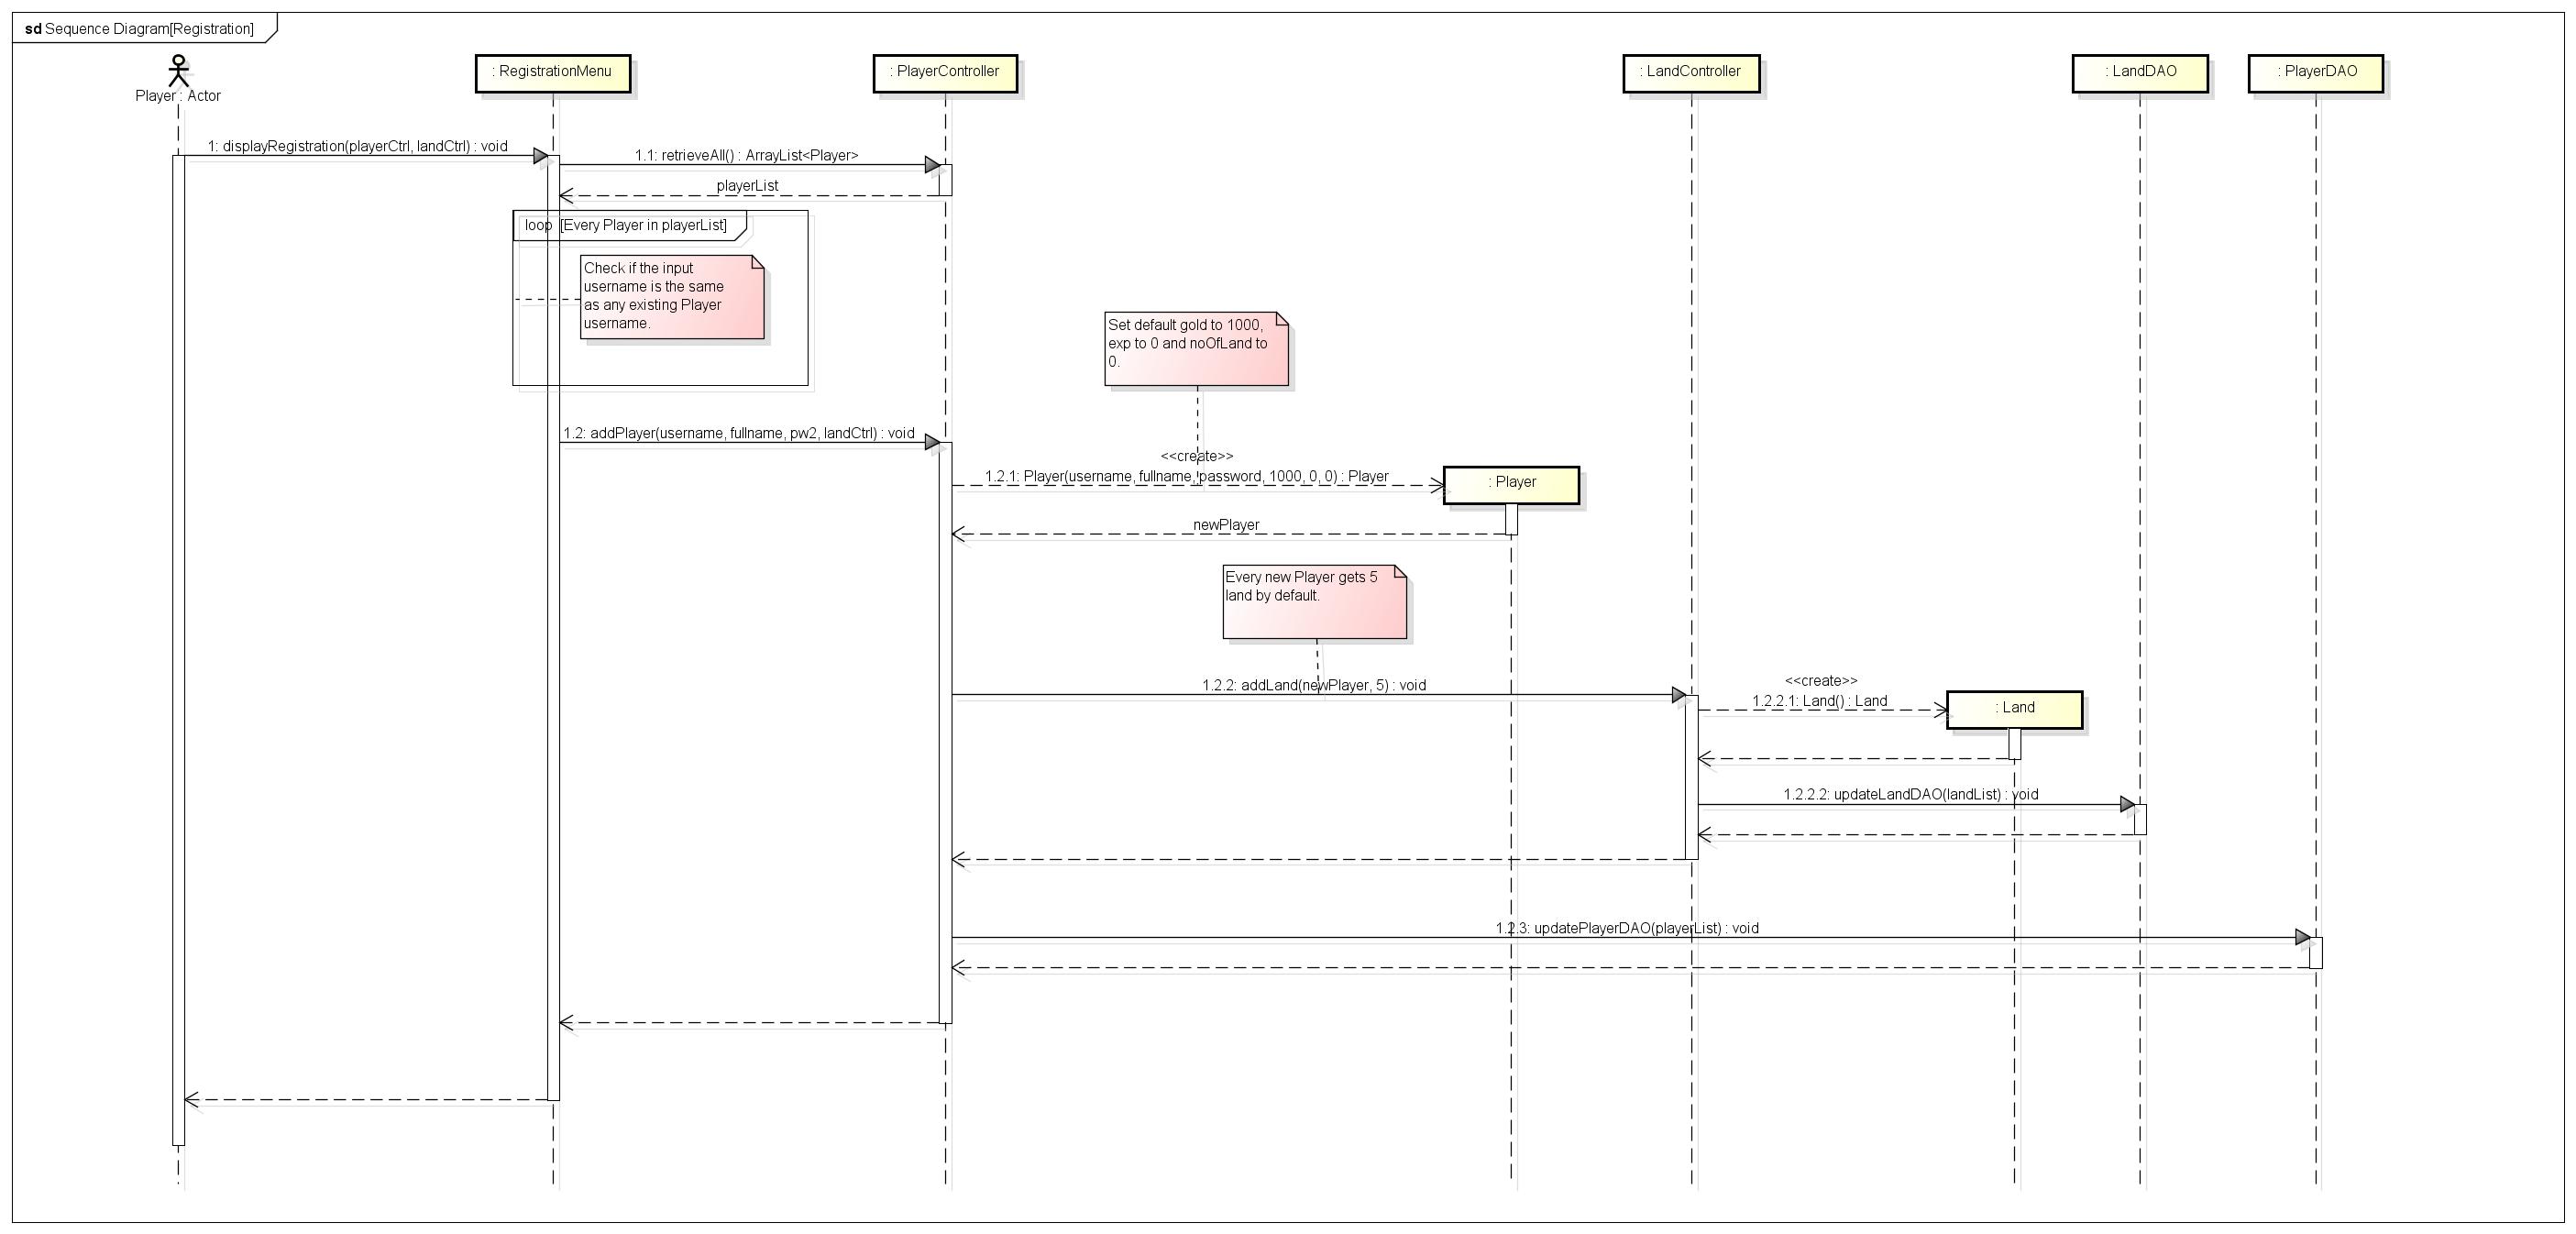 sd Sequence Diagram[Registration]
Player : Actor
: RegistrationMenu
: PlayerController
: LandController
: LandDAO
: PlayerDAO
1: displayRegistration(playerCtrl, landCtrl) : void
1.1: retrieveAll() : ArrayList<Player>
playerList
loop [Every Player in playerList]
Check if the input
username is the same
as any existing Player
username.
Set default gold to 1000,
exp to 0 and noOfLand to
0.
1.2: addPlayer(username, fullname, pw2, landCtrl) : void
<<create>>
1.2.1: Player(username, fullname, password, 1000, 0, 0) : Player
: Player
newPlayer
Every new Player gets 5
land by default.
1.2.2: addLand(newPlayer, 5) : void
<<create>>
1.2.2.1: Land() : Land
: Land
1.2.2.2: updateLandDAO(landList) : void
1.2.3: updatePlayerDAO(playerList) : void